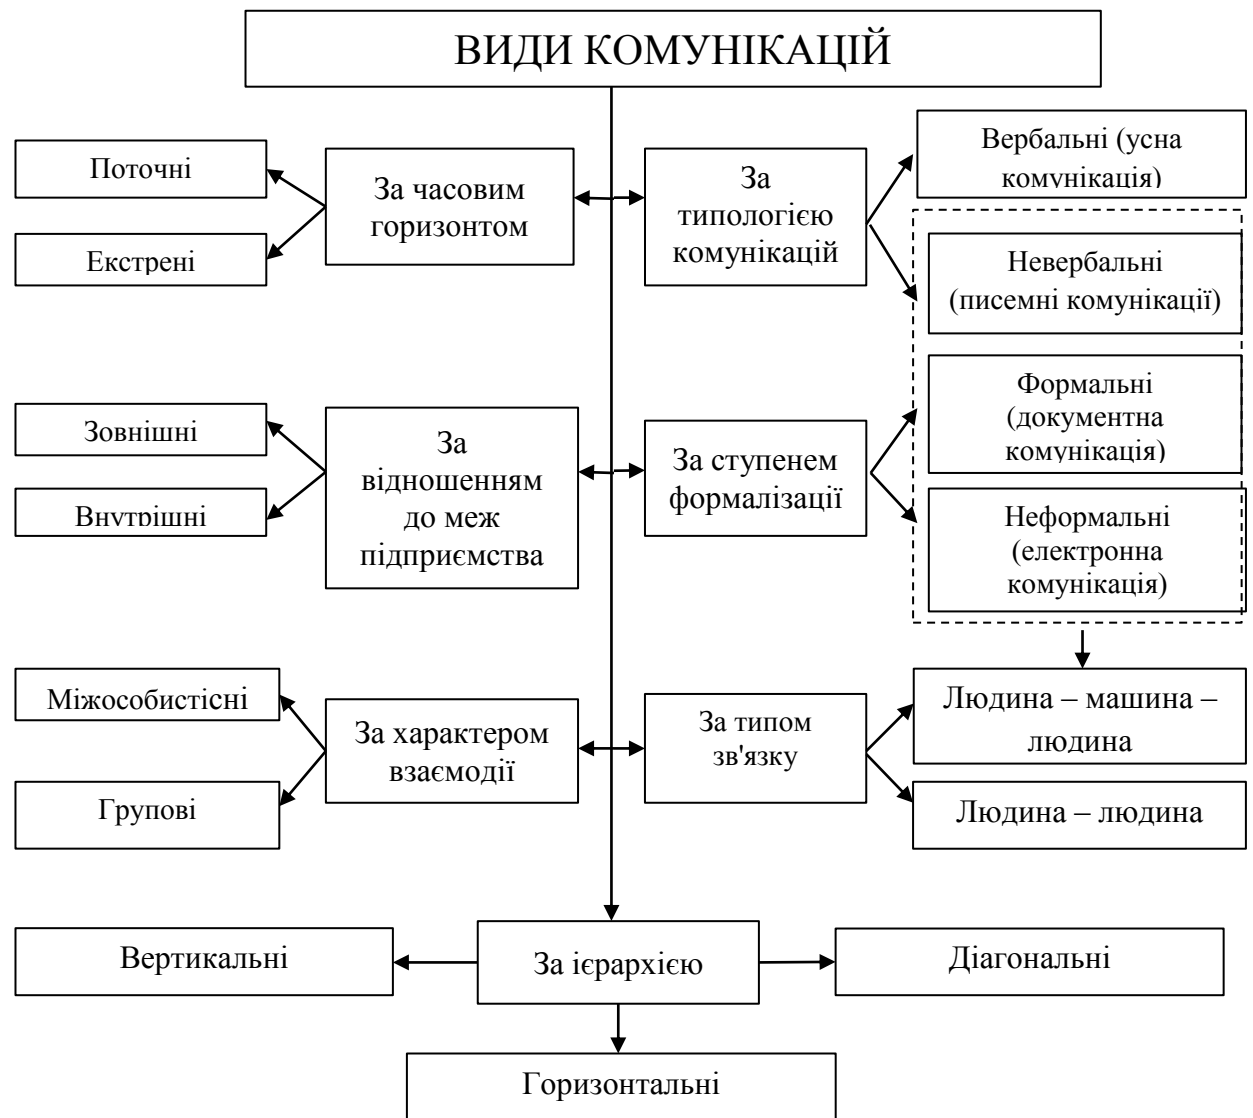 ВИДИ КОМУНІКАЦІЙ
Поточні
Екстрені
За часовим
горизонтом
За
типологією
комунікацій
Вербальні (усна
комунікація)
Невербальні
(писемні комунікації)
Зовнішні
Внутрішні
За
відношенням
до меж
підприємства
За ступенем
формалізації
Формальні
(документна
комунікація)
Неформальні
(електронна
комунікація)
Міжособистісні
Групові
За характером
взаємодії
За типом
зв'язку
Людина – машина –
людина
Людина – людина
Вертикальні
За ієрархією
Діагональні
Горизонтальні